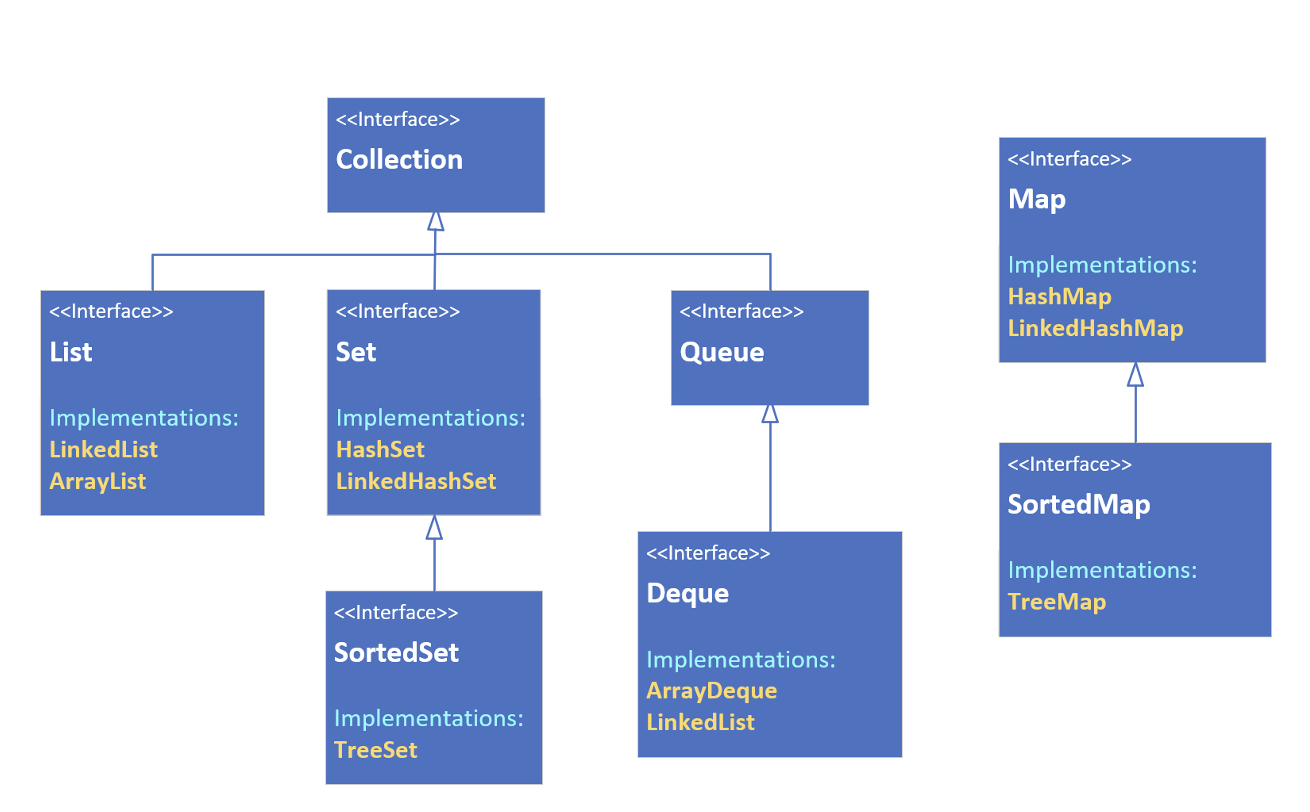 <<Interface>>
Collection
<<Interface>>
List
Implementations:
LinkedList
ArrayList
<<Interface>>
Set
Implementations:
HashSet
LinkedHashSet
<<Interface>>
SortedSet
Implementations:
TreeSet
<<Interface>>
Queue
<<Interface>>
Deque
Implementations:
ArrayDeque
LinkedList
<<Interface>>
Map
Implementations:
HashMap
LinkedHashMap
<<Interface>>
SortedMap
Implementations:
TreeMap